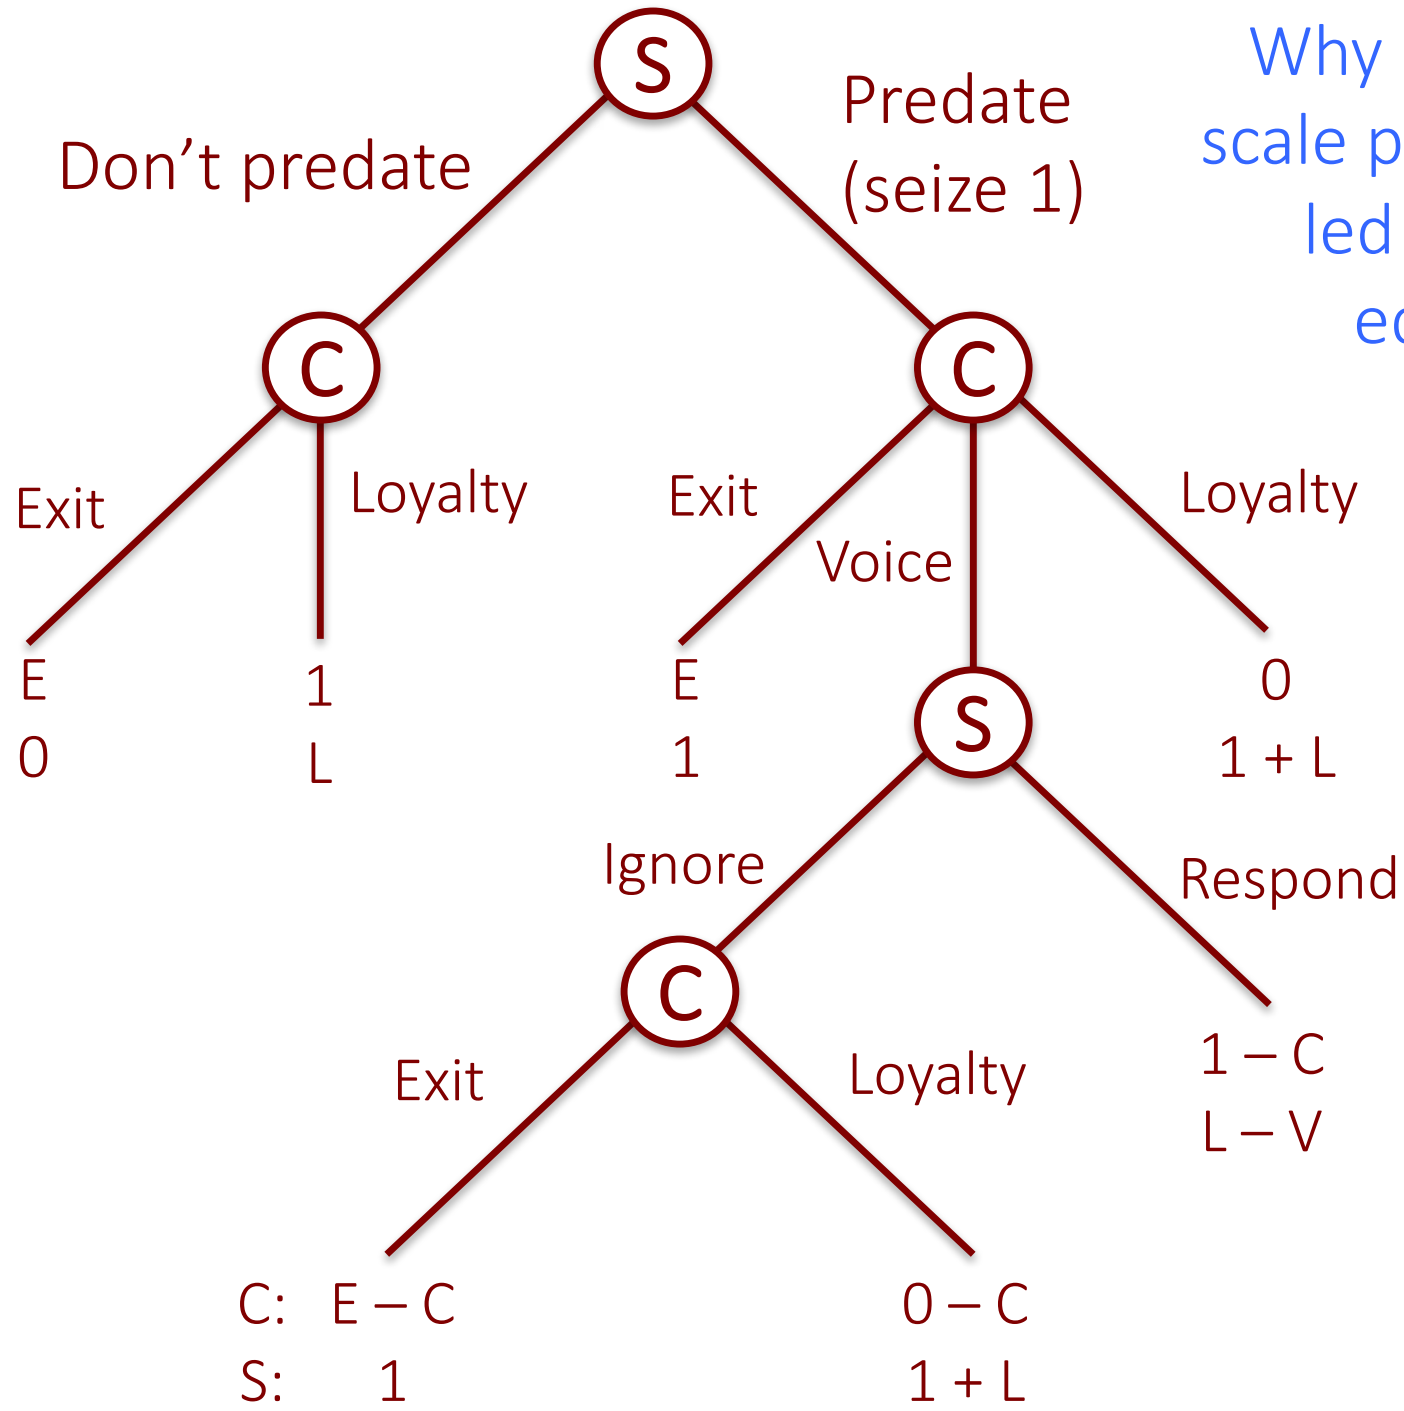 S
Why
Predate
scale p
Don’t predate
(seize 1)
led
ec
C
C
Exit
Loyalty
Exit
Loyalty
Voice
E
1
E
0
0
L
1
1 + L
S
Ignore
Respond
C
1 – C
Exit
Loyalty
L – V
C: E – C
0 – C
S: 1
1 + L